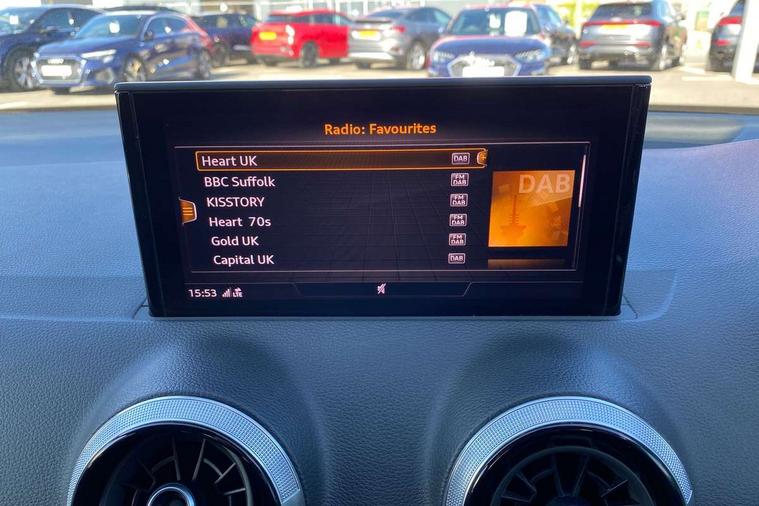 Radio: Favourites
Heart UK DAB
BBC Suffolk FM DAB
KISSTORY FM DAB
Heart 70s FM DAB
Gold UK FM DAB
Capital UK DAB
DAB
15:53 LTE